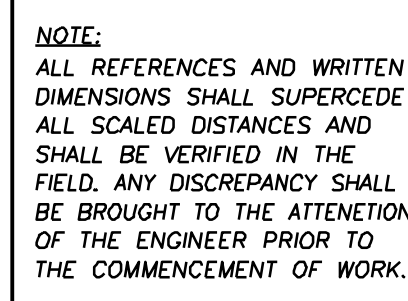 NOTE:
ALL REFERENCES AND WRITTEN
DIMENSIONS SHALL SUPERCEDE
ALL SCALED DISTANCES AND
SHALL BE VERIFIED IN THE
FIELD. ANY DISCREPANCY SHALL
BE BROUGHT TO THE ATTENETION
OF THE ENGINEER PRIOR TO
THE COMMENCEMENT OF WORK.